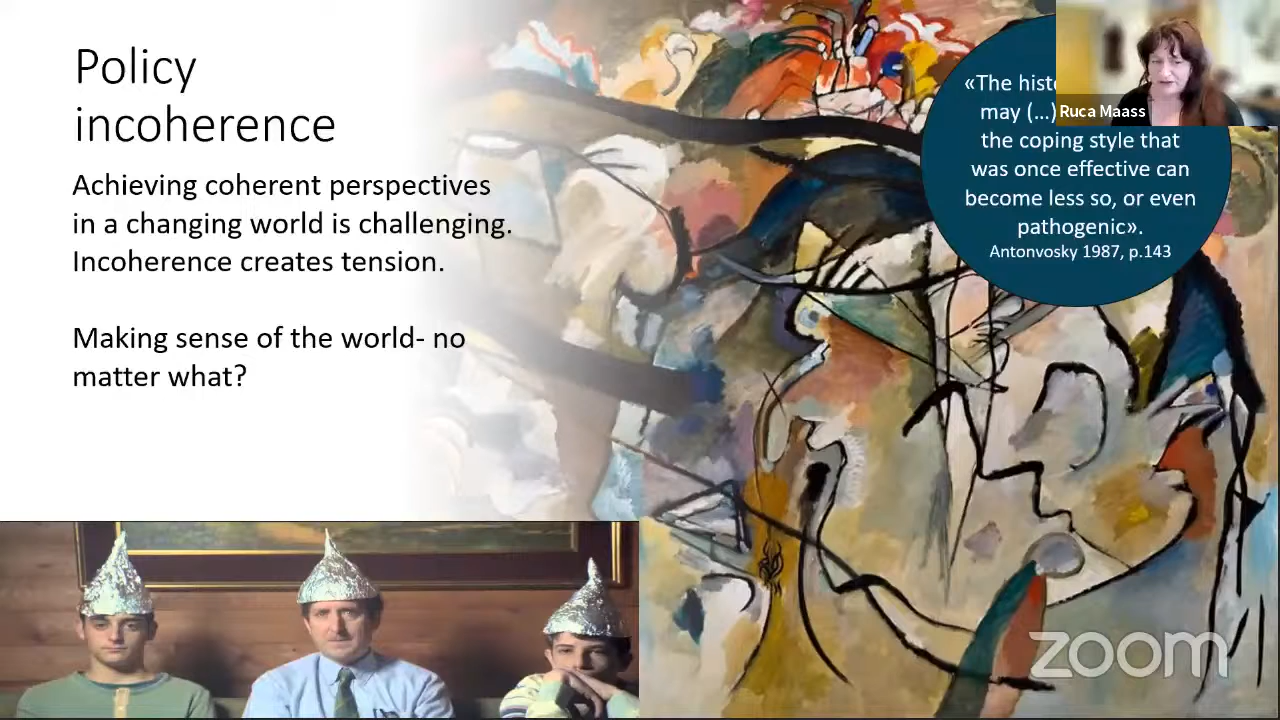 Policy
incoherence
Achieving coherent perspectives
in a changing world is challenging.
Incoherence creates tension.
Making sense of the world- no
matter what?
«The
may (...)
the coping style that
was once effective can
become less so, or even
pathogenic».
Antonvosky 1987, p.143
Ruca Maass
zoom